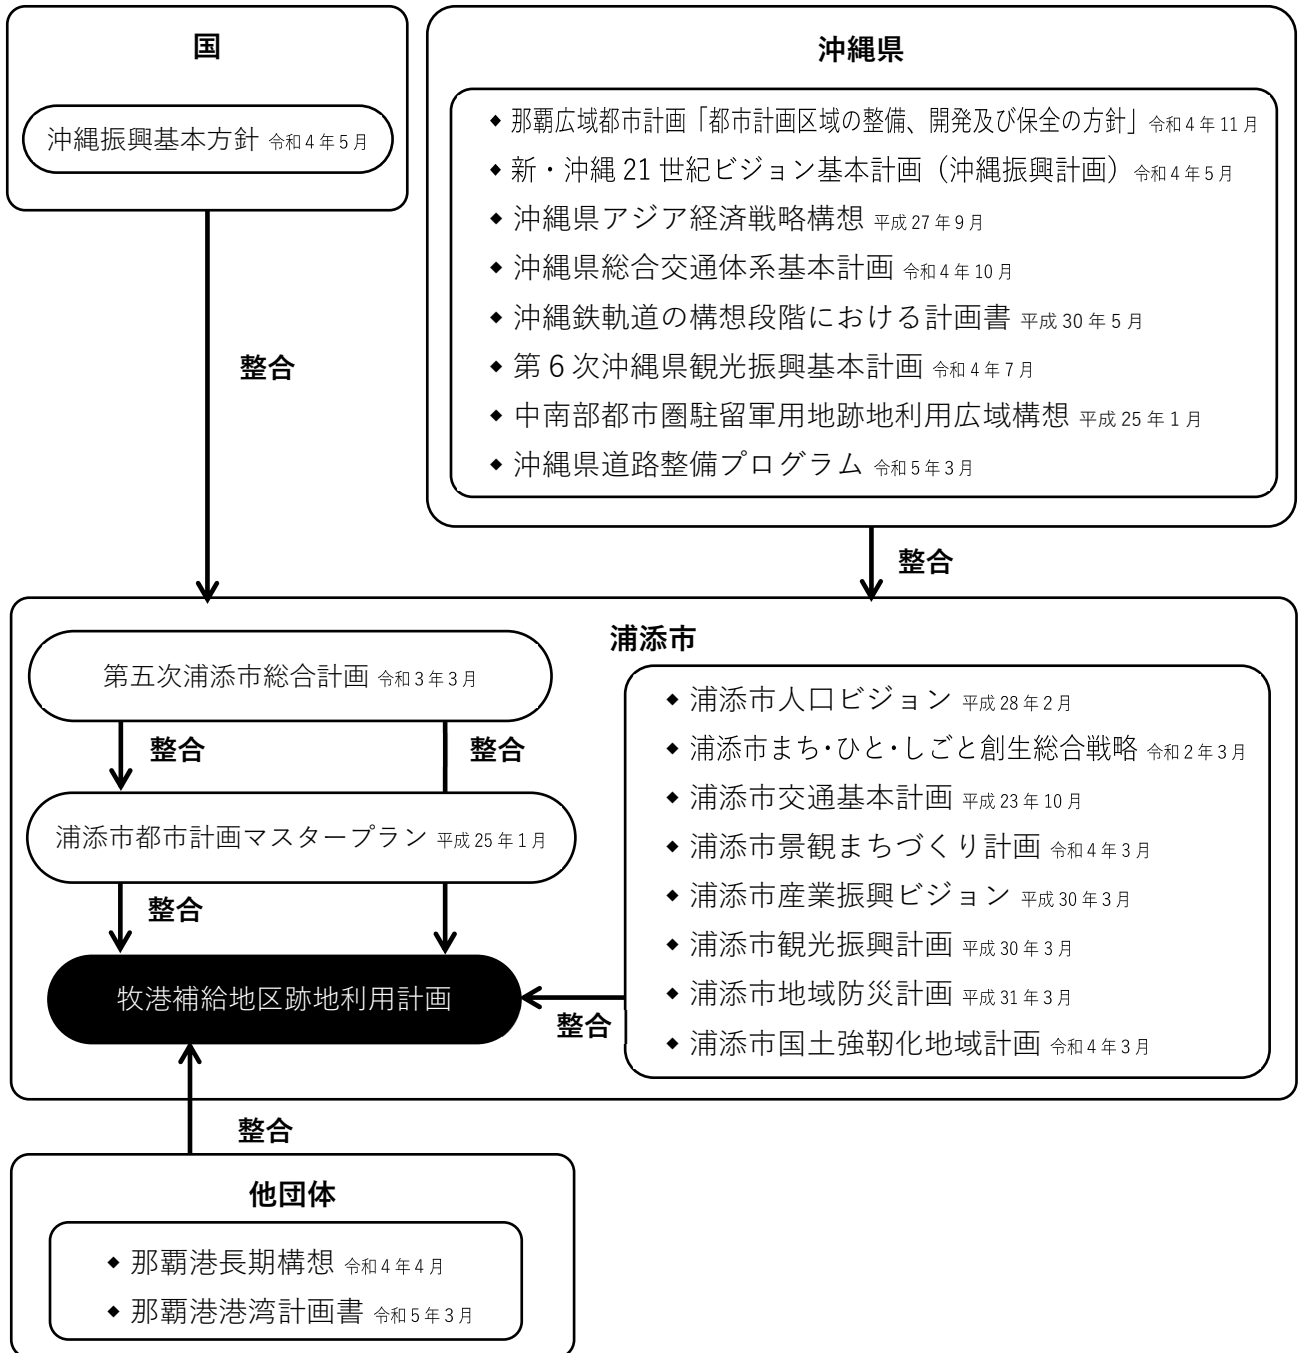 国
沖縄振興基本方針 令和4年5月
沖縄県
◆ 那覇広域都市計画「都市計画区域の整備、開発及び保全の方針」 令和4年11月
◆ 新・沖縄21世紀ビジョン基本計画（沖縄振興計画） 令和4年5月
◆ 沖縄県アジア経済戦略構想 平成27年9月
◆ 沖縄県総合交通体系基本計画 令和4年10月
◆ 沖縄鉄軌道の構想段階における計画書 平成30年5月
◆ 第6次沖縄県観光振興基本計画 令和4年7月
◆ 中南部都市圏駐留軍用地跡地利用広域構想 平成25年1月
◆ 沖縄県道路整備プログラム 令和5年3月
整合
整合
浦添市
第五次浦添市総合計画 令和3年3月
整合
整合
浦添市都市計画マスタープラン 平成25年1月
整合
牧港補給地区跡地利用計画
◆ 浦添市人口ビジョン 平成28年2月
◆ 浦添市まち・ひと・しごと創生総合戦略 令和2年3月
◆ 浦添市交通基本計画 平成23年10月
◆ 浦添市景観まちづくり計画 令和4年3月
◆ 浦添市産業振興ビジョン 平成30年3月
◆ 浦添市観光振興計画 平成30年3月
◆ 浦添市地域防災計画 平成31年3月
◆ 浦添市国土強靭化地域計画 令和4年3月
整合
整合
他団体
◆ 那覇港長期構想 令和4年4月
◆ 那覇港港湾計画書 令和5年3月